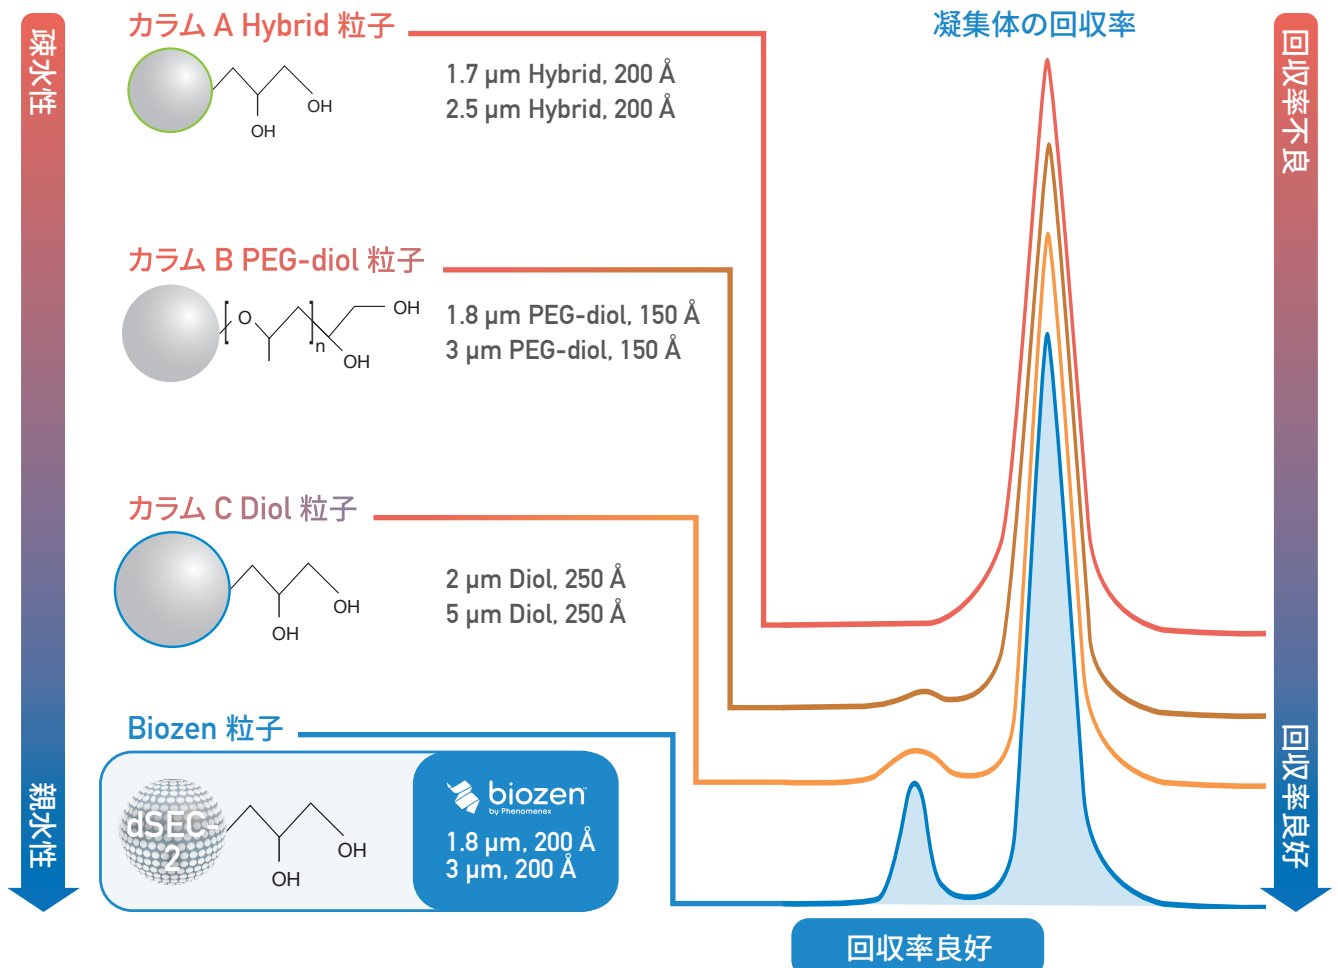 疎水性
親水性
カラム A Hybrid 粒子
OH
OH
1.7 µm Hybrid, 200 Å
2.5 µm Hybrid, 200 Å
カラム B PEG-diol 粒子
O
n
OH
OH
1.8 µm PEG-diol, 150 Å
3 µm PEG-diol, 150 Å
カラム C Diol 粒子
OH
OH
2 µm Diol, 250 Å
5 µm Diol, 250 Å
Biozen 粒子
dSEC-
2
OH
OH
biozen™
by Phenomenex
1.8 µm, 200 Å
3 µm, 200 Å
凝集体の回収率
回収率良好
回収率不良
回収率良好